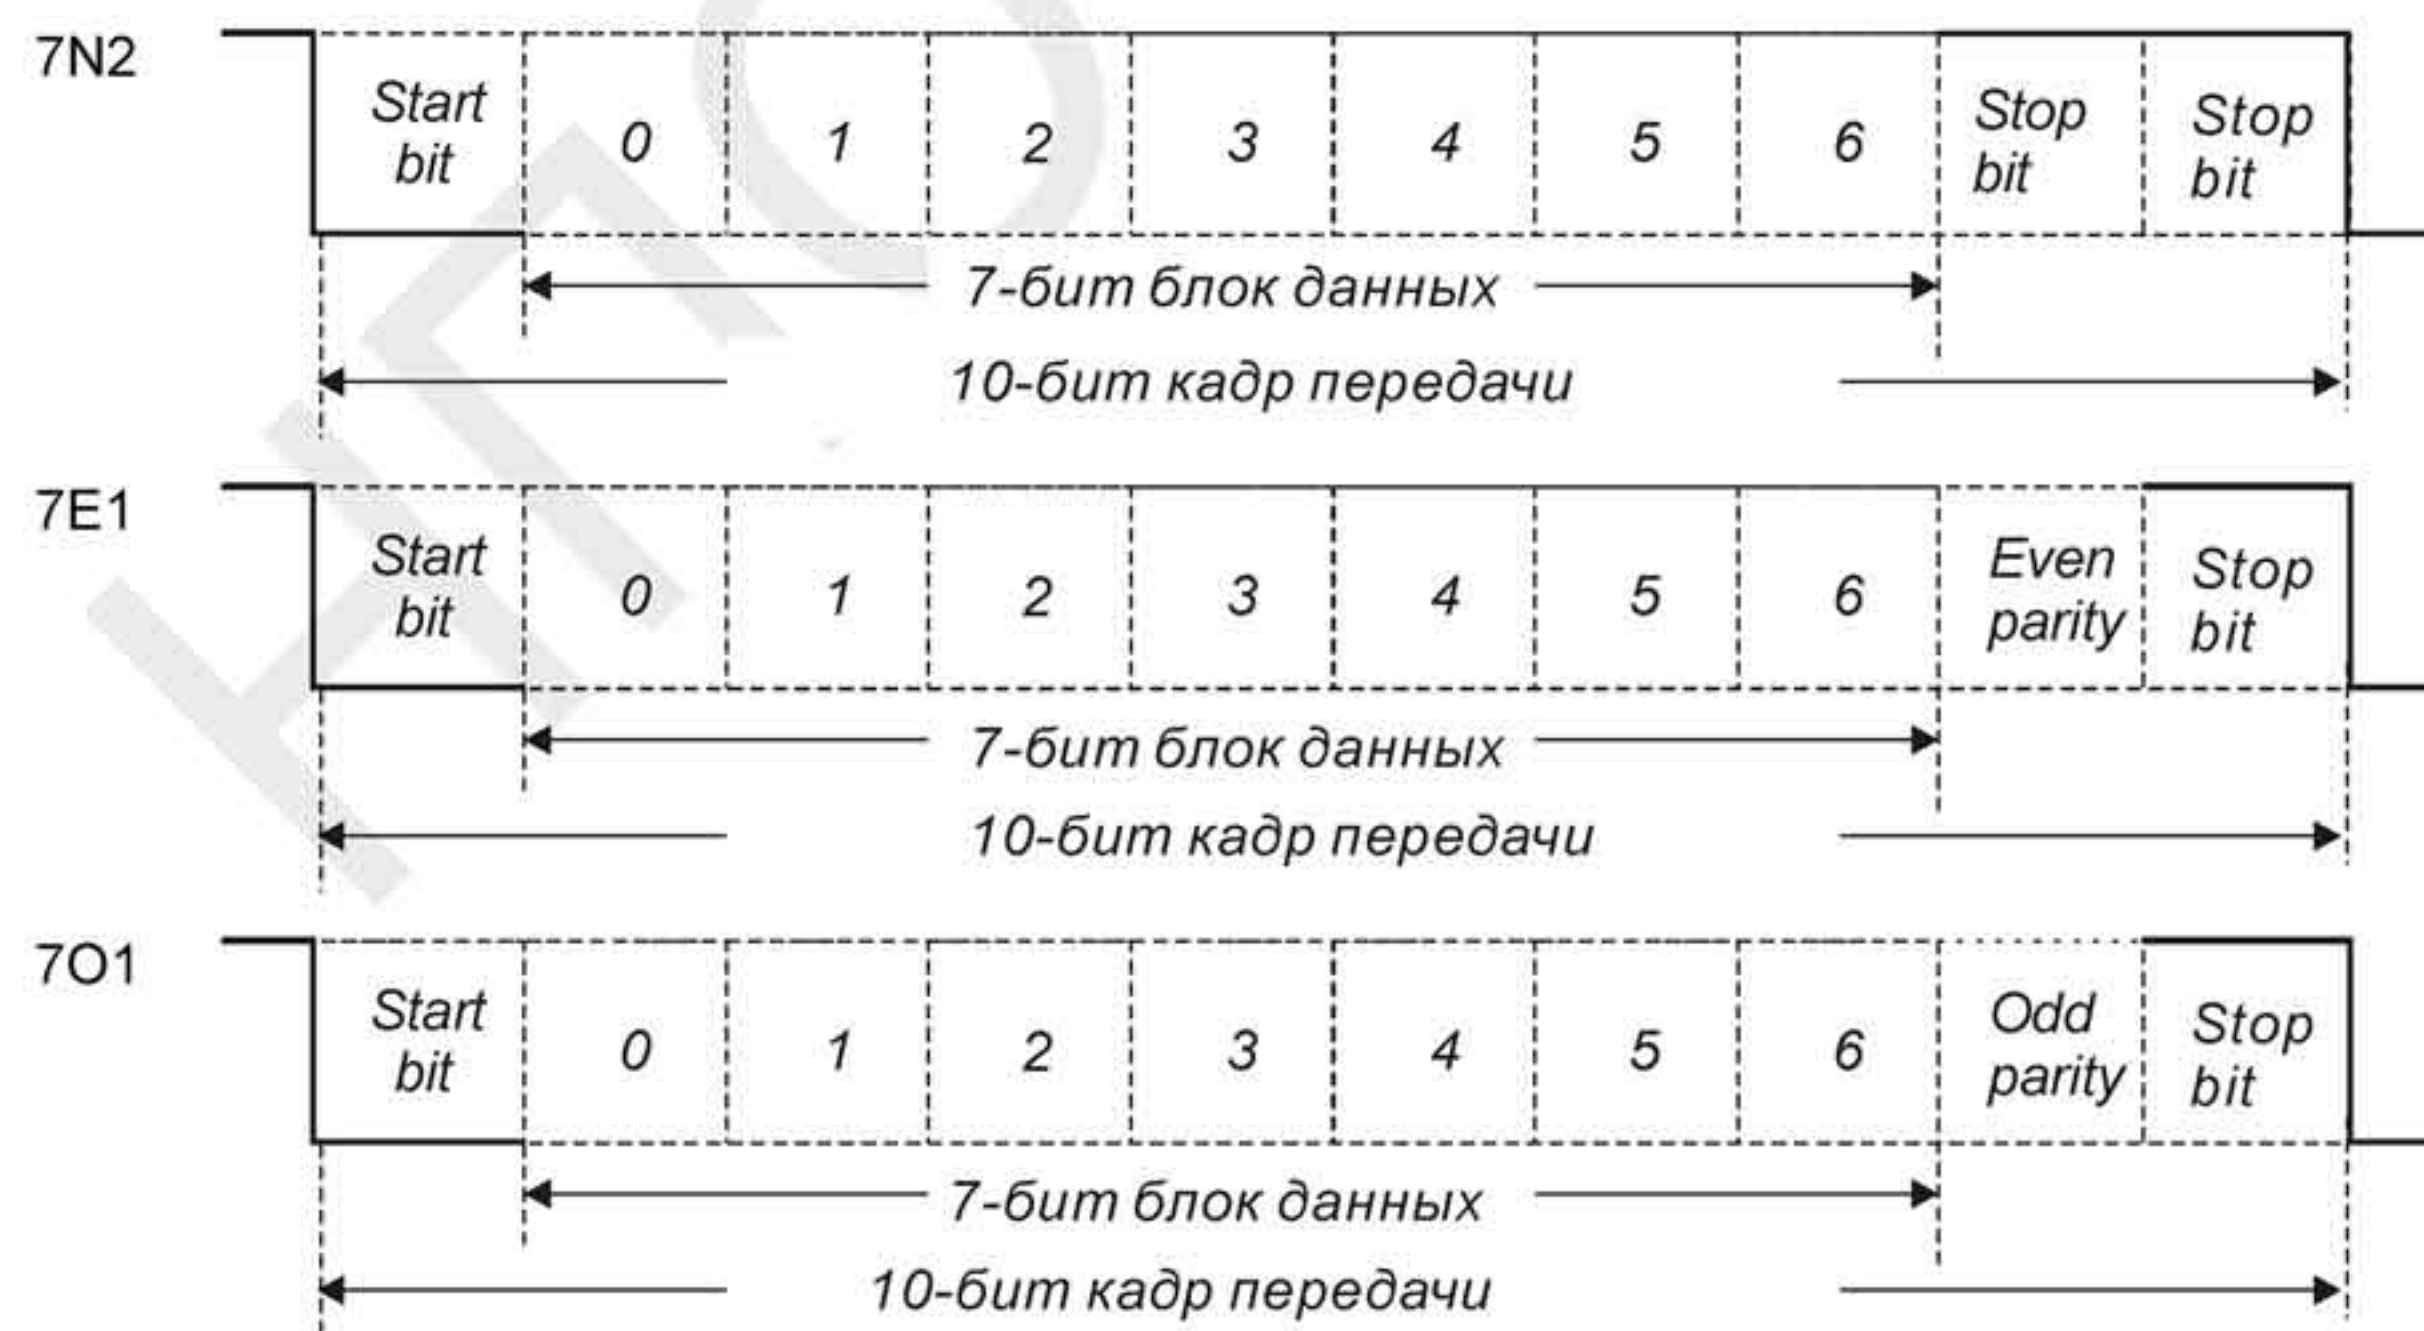 7N2
Start bit 0 1 2 3 4 5 6 Stop bit Stop bit
7-бит блок данных
10-бит кадр передачи
7E1
Start bit 0 1 2 3 4 5 6 Even parity Stop bit
7-бит блок данных
10-бит кадр передачи
7O1
Start bit 0 1 2 3 4 5 6 Odd parity Stop bit
7-бит блок данных
10-бит кадр передачи